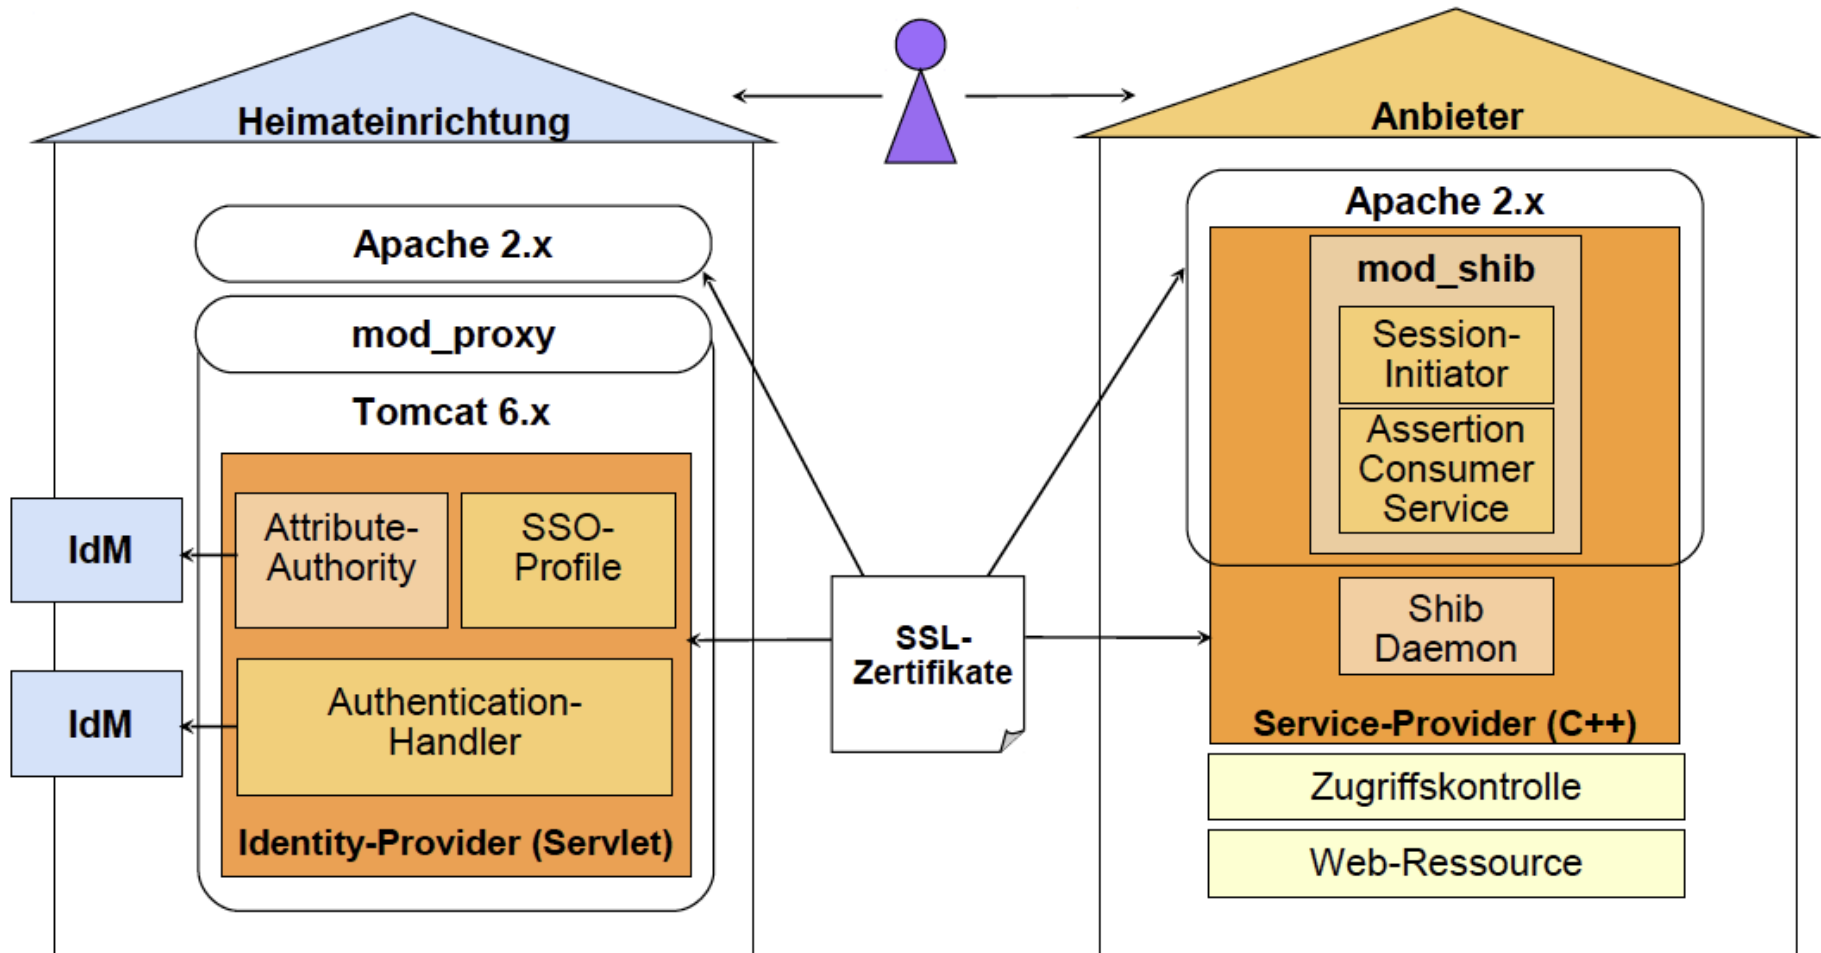 Heimateinrichtung
Apache 2.x
mod_proxy
Tomcat 6.x
IdM
Attribute-
Authority
SSO-
Profile
IdM
Authentication-
Handler
Identity-Provider (Servlet)
SSL-
Zertifikate
Anbieter
Apache 2.x
mod_shib
Session-
Initiator
Assertion
Consumer
Service
Shib
Daemon
Service-Provider (C++)
Zugriffskontrolle
Web-Ressource